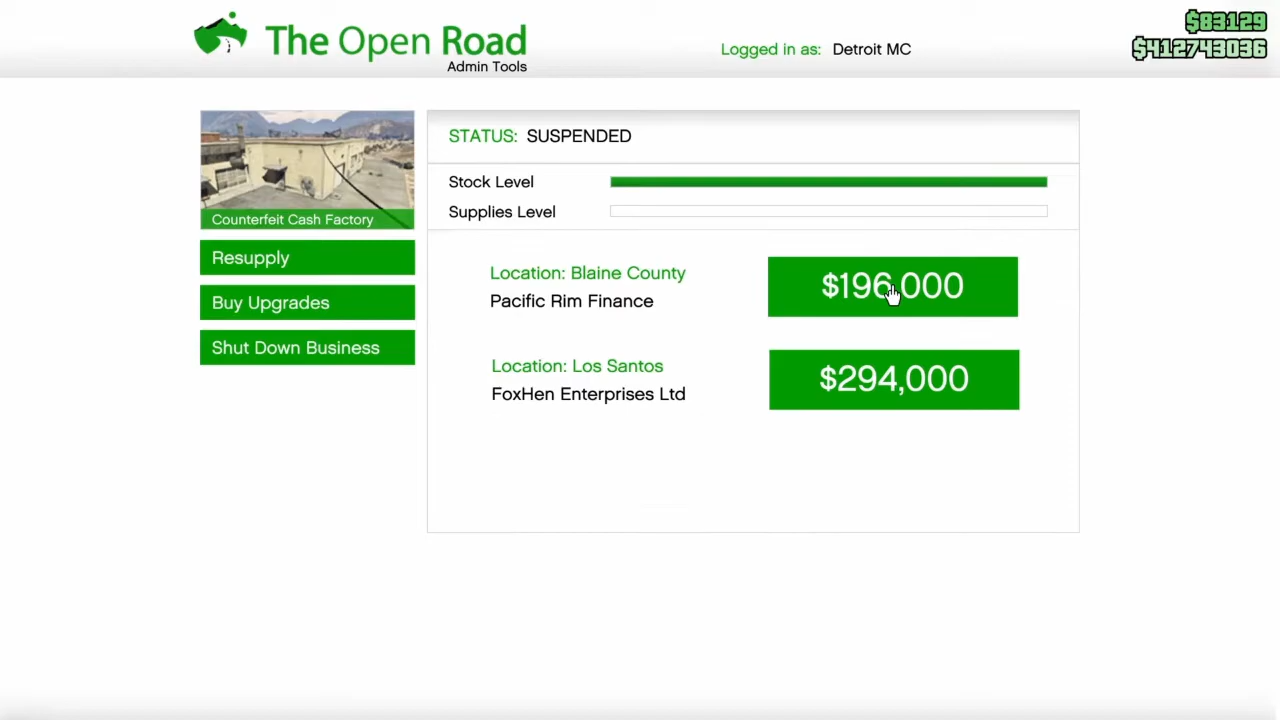 The Open Road
Admin Tools
Logged in as: Detroit MC
$83129
$412743036
Counterfeit Cash Factory
Resupply
Buy Upgrades
Shut Down Business
STATUS: SUSPENDED
Stock Level
Supplies Level
Location: Blaine County
Pacific Rim Finance
$196,000
Location: Los Santos
FoxHen Enterprises Ltd
$294,000